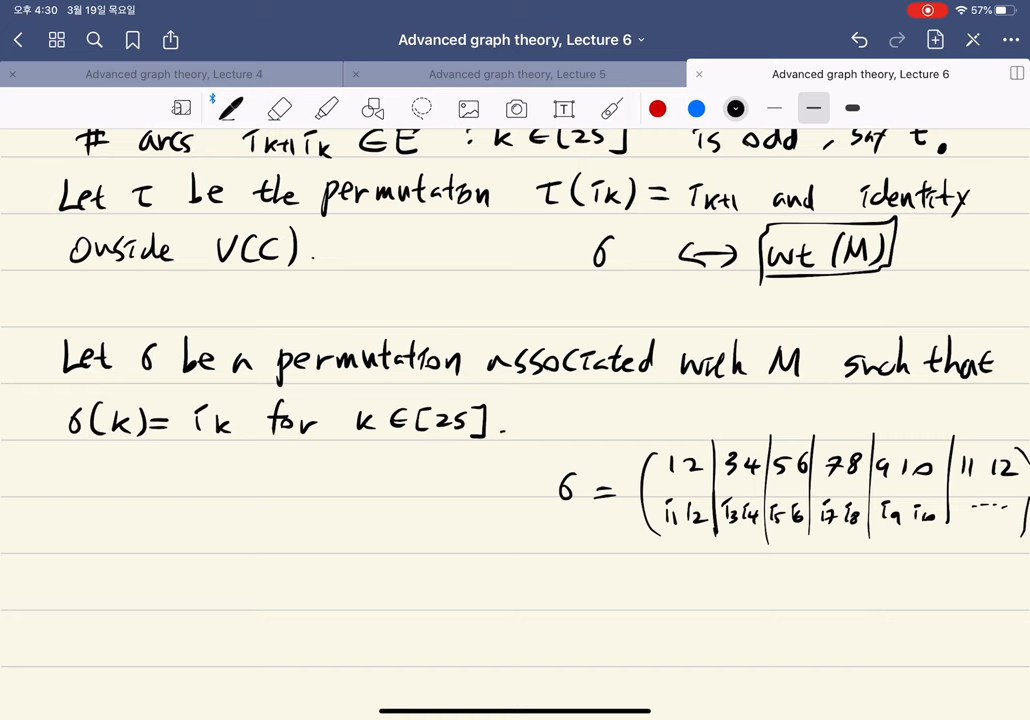 오후 4:30 3월 19일 목요일
57%
Advanced graph theory, Lecture 6
Advanced graph theory, Lecture 4
Advanced graph theory, Lecture 5
Advanced graph theory, Lecture 6
# arcs i_{k+1} i_k ∈ E : k ∈ [2s] is odd, say t.
Let τ be the permutation τ(i_k) = i_{k+1} and identity
outside V(C).
σ ↔ wt(M)
Let σ be a permutation associated with M such that
σ(k) = i_k for k ∈ [2s].
σ = ( 1 2 | 3 4 | 5 6 | 7 8 | 9 10 | 11 12 )
i_1 i_2 | i_3 i_4 | i_5 i_6 | i_7 i_8 | i_9 i_10 | ....